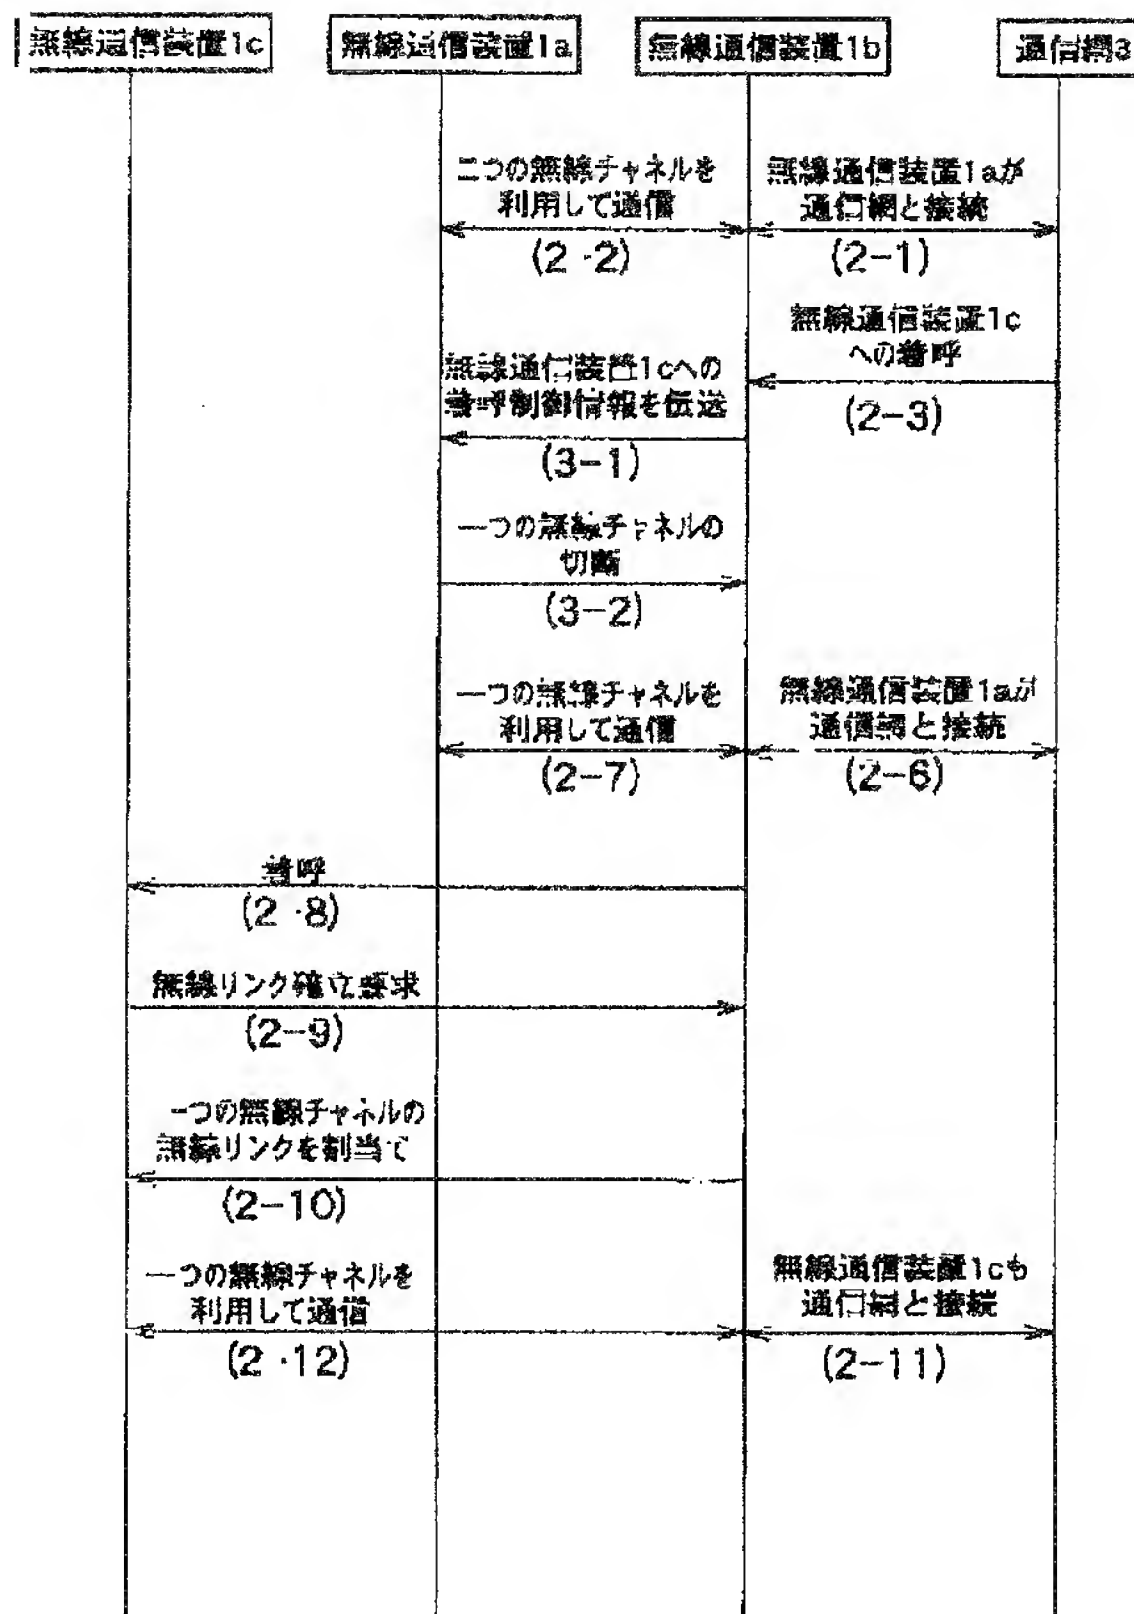 無線通信装置1c
無線通信装置1a
無線通信装置1b
通信網3
二つの無線チャネルを
利用して通信
(2-2)
無線通信装置1aが
通信網と接続
(2-1)
無線通信装置1c
への着呼
(2-3)
無線通信装置1cへの
着呼制御情報を伝送
(3-1)
一つの無線チャネルの
切断
(3-2)
一つの無線チャネルを
利用して通信
(2-7)
無線通信装置1aが
通信網と接続
(2-6)
着呼
(2-8)
無線リンク確立要求
(2-9)
一つの無線チャネルの
無線リンクを割当て
(2-10)
一つの無線チャネルを
利用して通信
(2-12)
無線通信装置1cも
通信網と接続
(2-11)